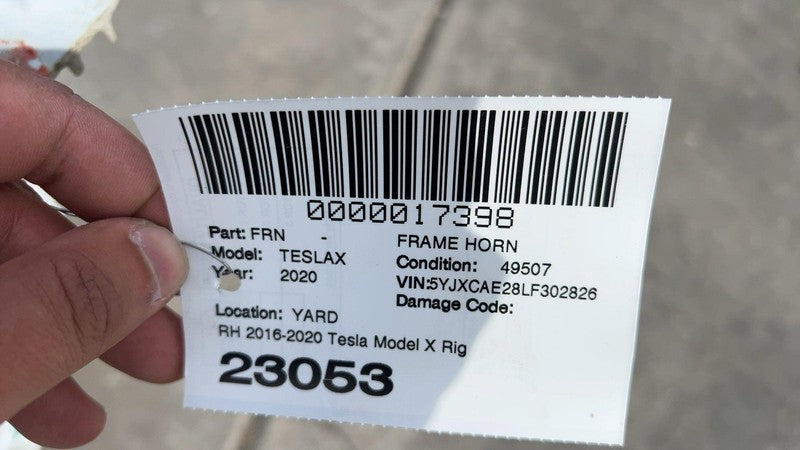 0000017398
Part: FRN - FRAME HORN
Model: TESLAX Condition: 49507
Year: 2020 VIN:5YJXCAE28LF302826
Damage Code:
Location: YARD
RH 2016-2020 Tesla Model X Rig
23053